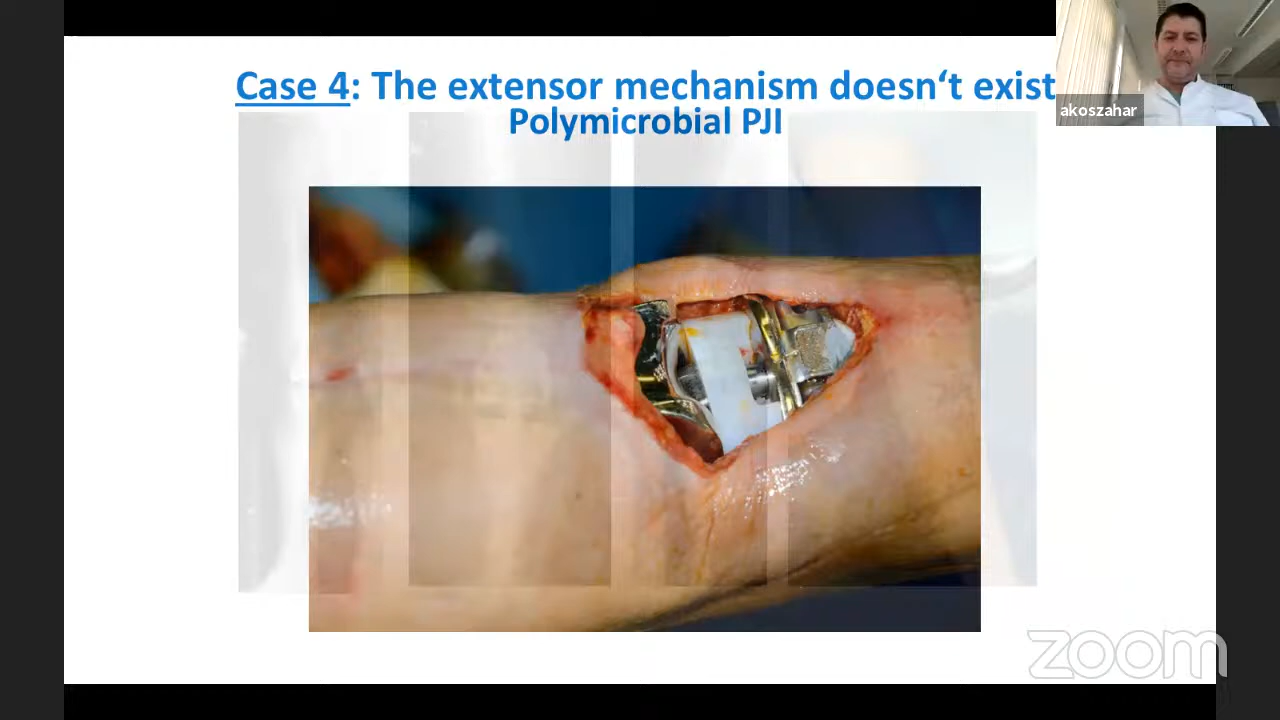 Case 4: The extensor mechanism doesn‘t exist
Polymicrobial PJI
akoszahar
zoom